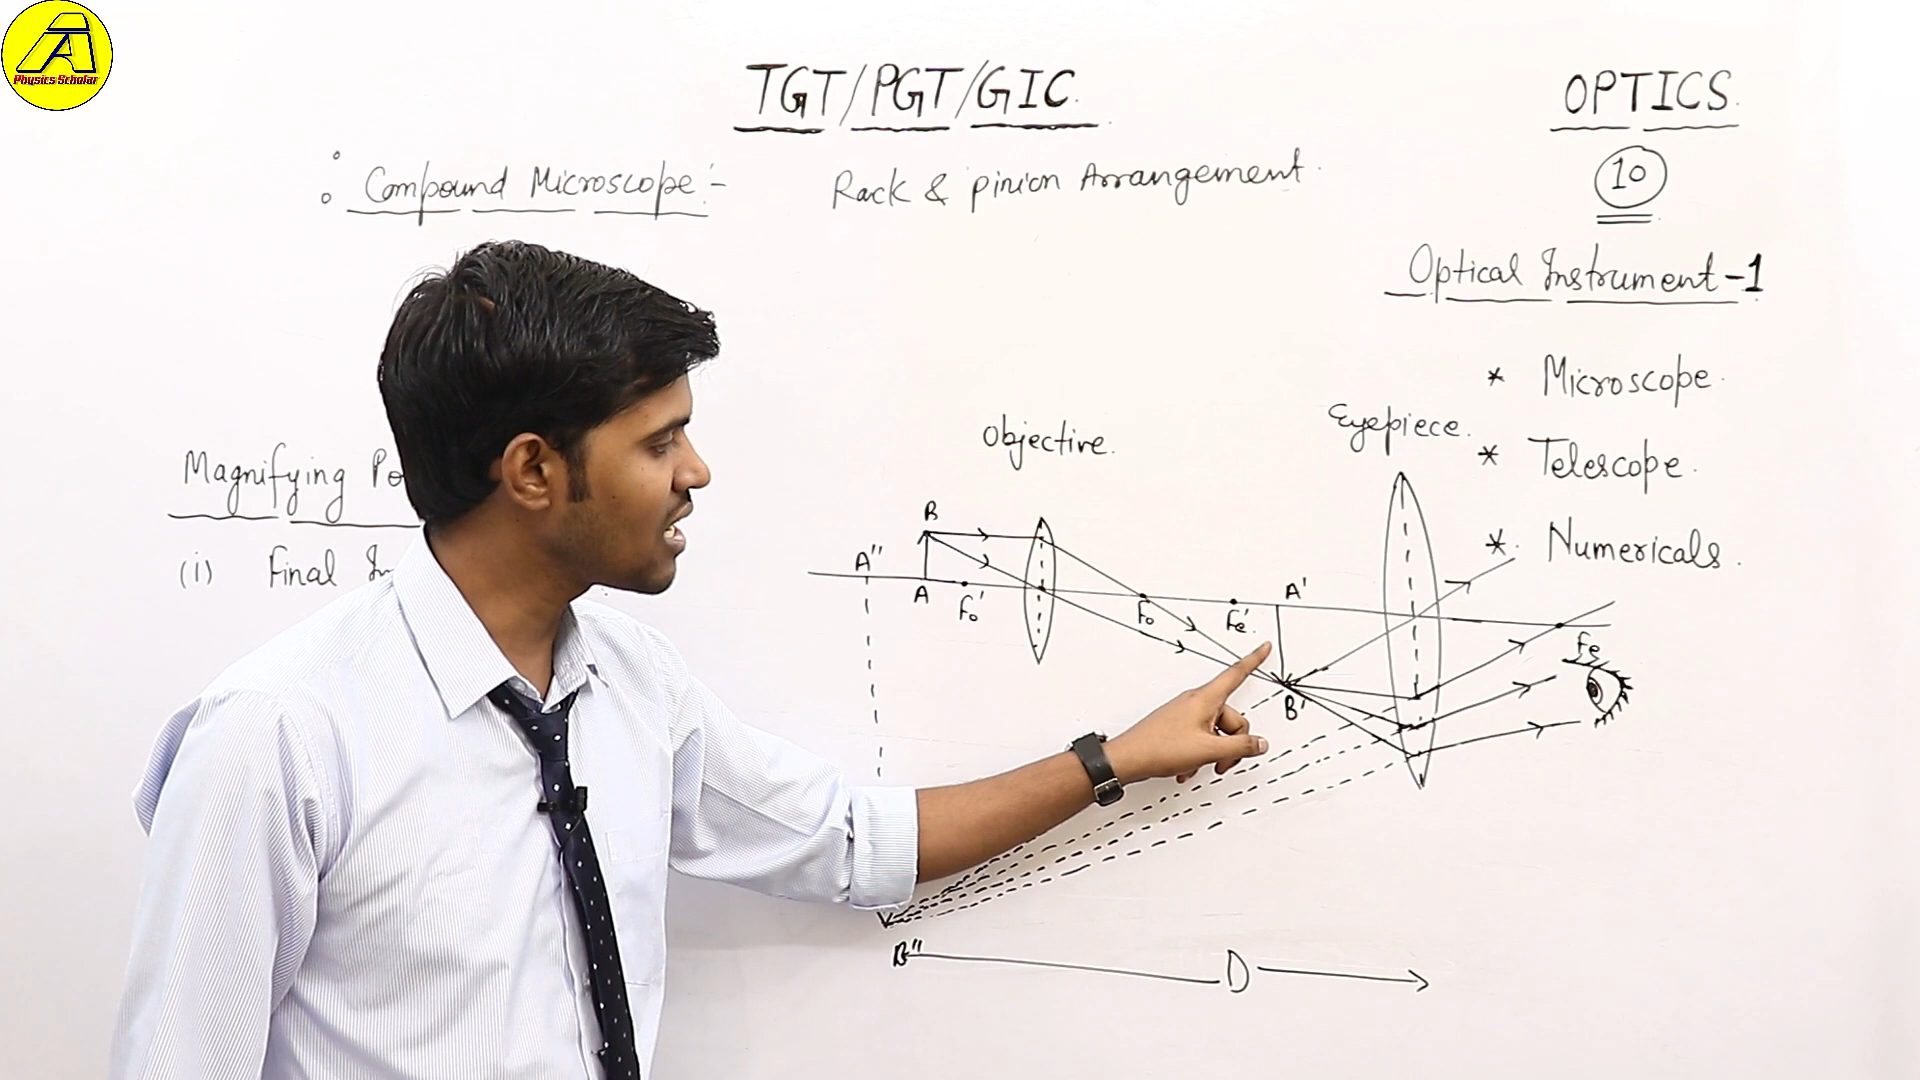 A
Physics Scholar
TGT/PGT/GIC.
OPTICS.
10
Compound Microscope:-
Rack & pinion Arrangement.
Optical Instrument-1
* Microscope.
* Telescope.
* Numericals.
Objective.
Eyepiece.
Magnifying
(i) Final
B
A''
A
Fo'
Fo
Fe'.
A'
B'
Fe
B''
D